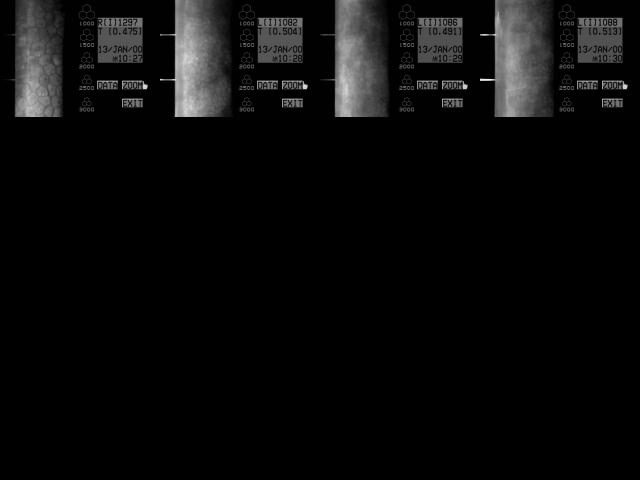 1000
1500
2000
2500
3000
R[I]1297
T [0.475]
13/JAN/00
10:27
DATA ZOOM
EXIT
1000
1500
2000
2500
3000
L[I]1082
T [0.504]
13/JAN/00
10:28
DATA ZOOM
EXIT
1000
1500
2000
2500
3000
L[I]1086
T [0.491]
13/JAN/00
10:29
DATA ZOOM
EXIT
1000
1500
2000
2500
3000
L[I]1088
T [0.513]
13/JAN/00
10:30
DATA ZOOM
EXIT